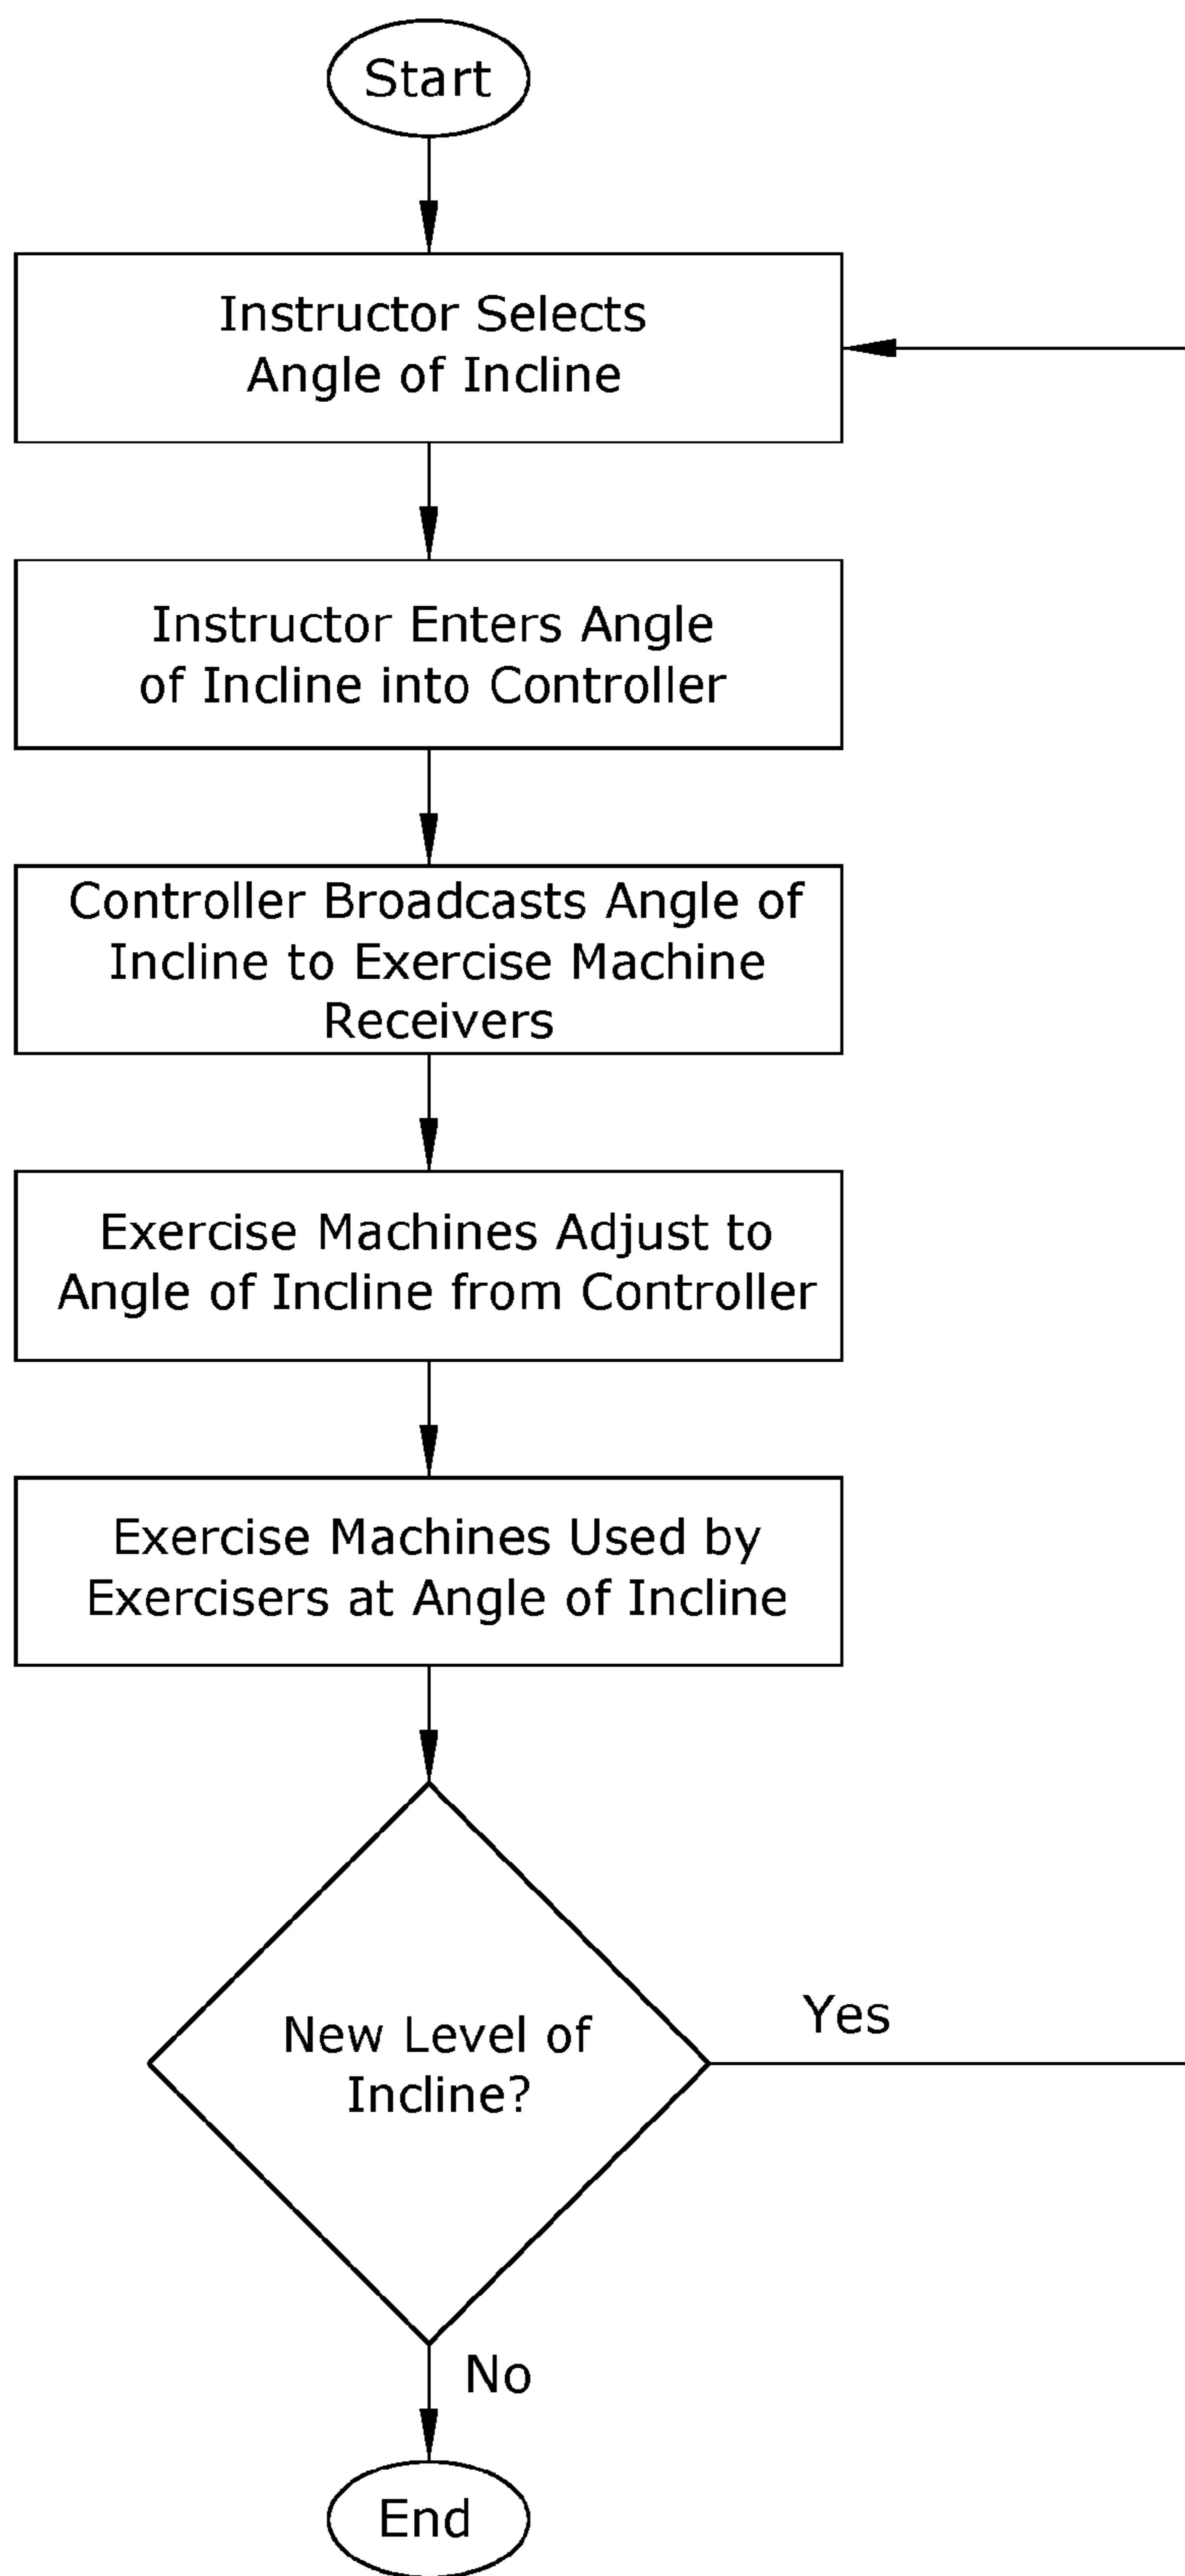 Start
Instructor Selects
Angle of Incline
Instructor Enters Angle
of Incline into Controller
Controller Broadcasts Angle of
Incline to Exercise Machine
Receivers
Exercise Machines Adjust to
Angle of Incline from Controller
Exercise Machines Used by
Exercisers at Angle of Incline
New Level of
Incline?
Yes
No
End